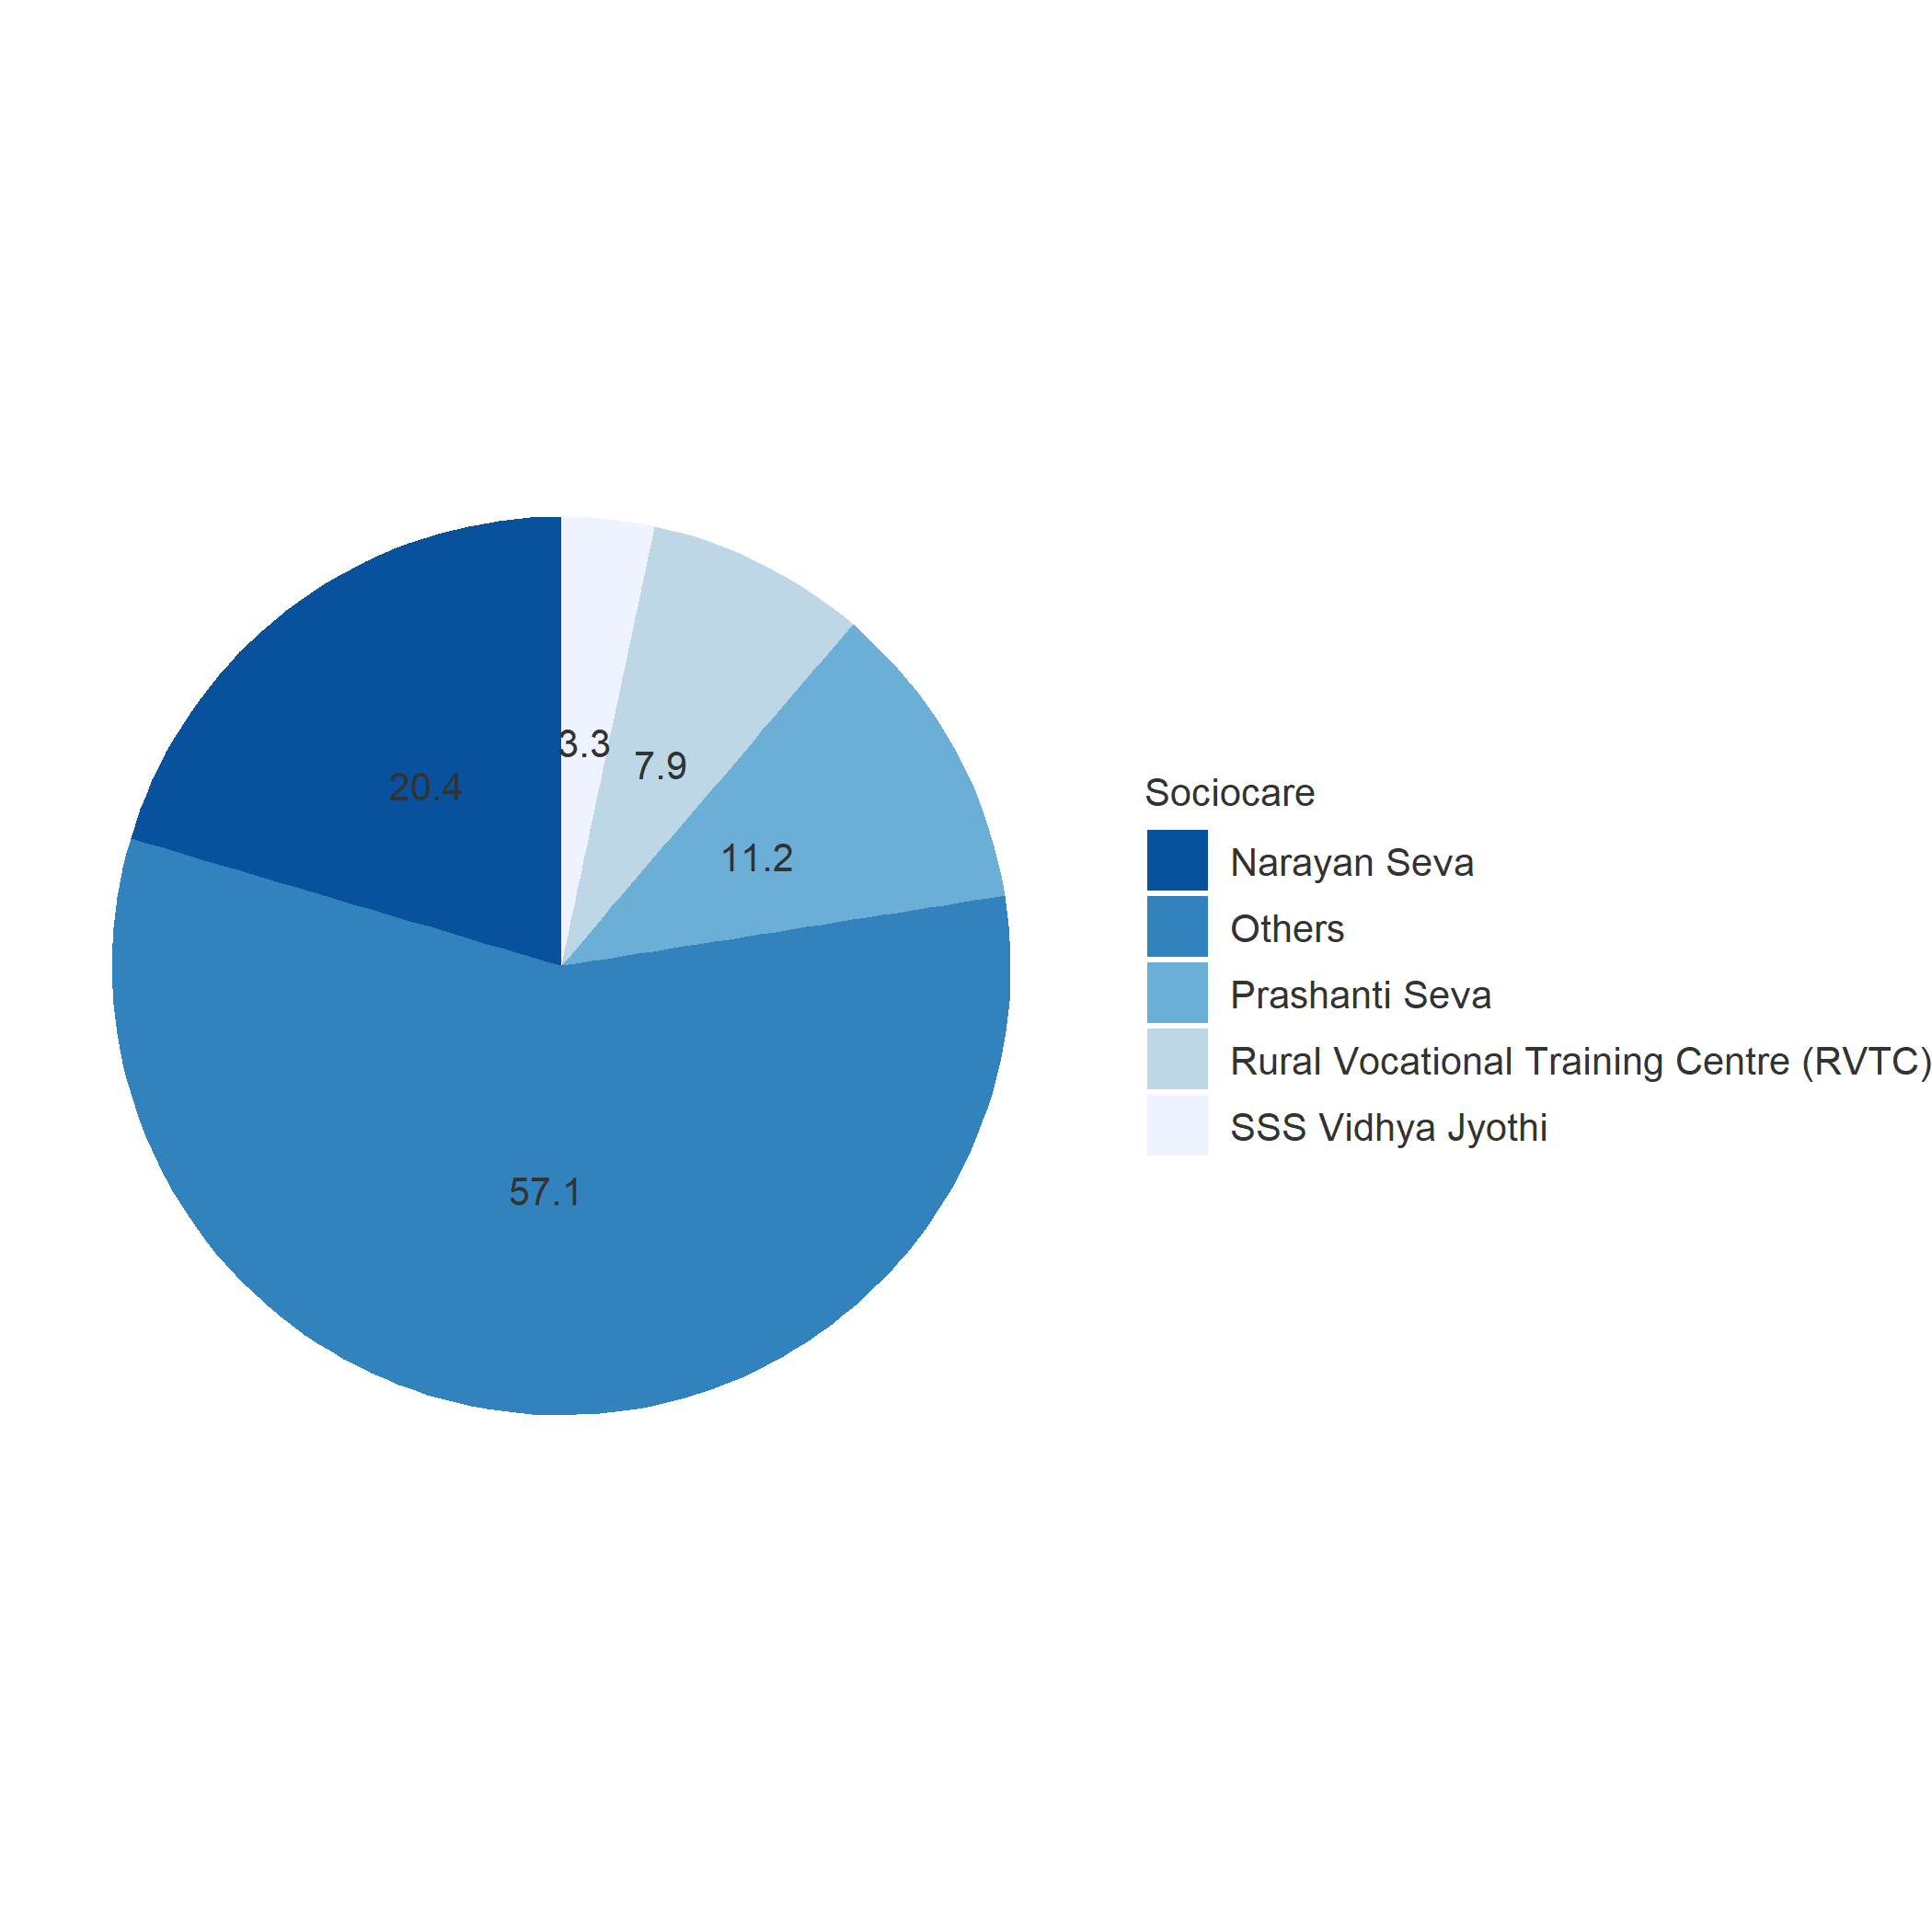 3.3
7.9
20.4
11.2
57.1
Sociocare
Narayan Seva
Others
Prashanti Seva
Rural Vocational Training Centre (RVTC)
SSS Vidhya Jyothi